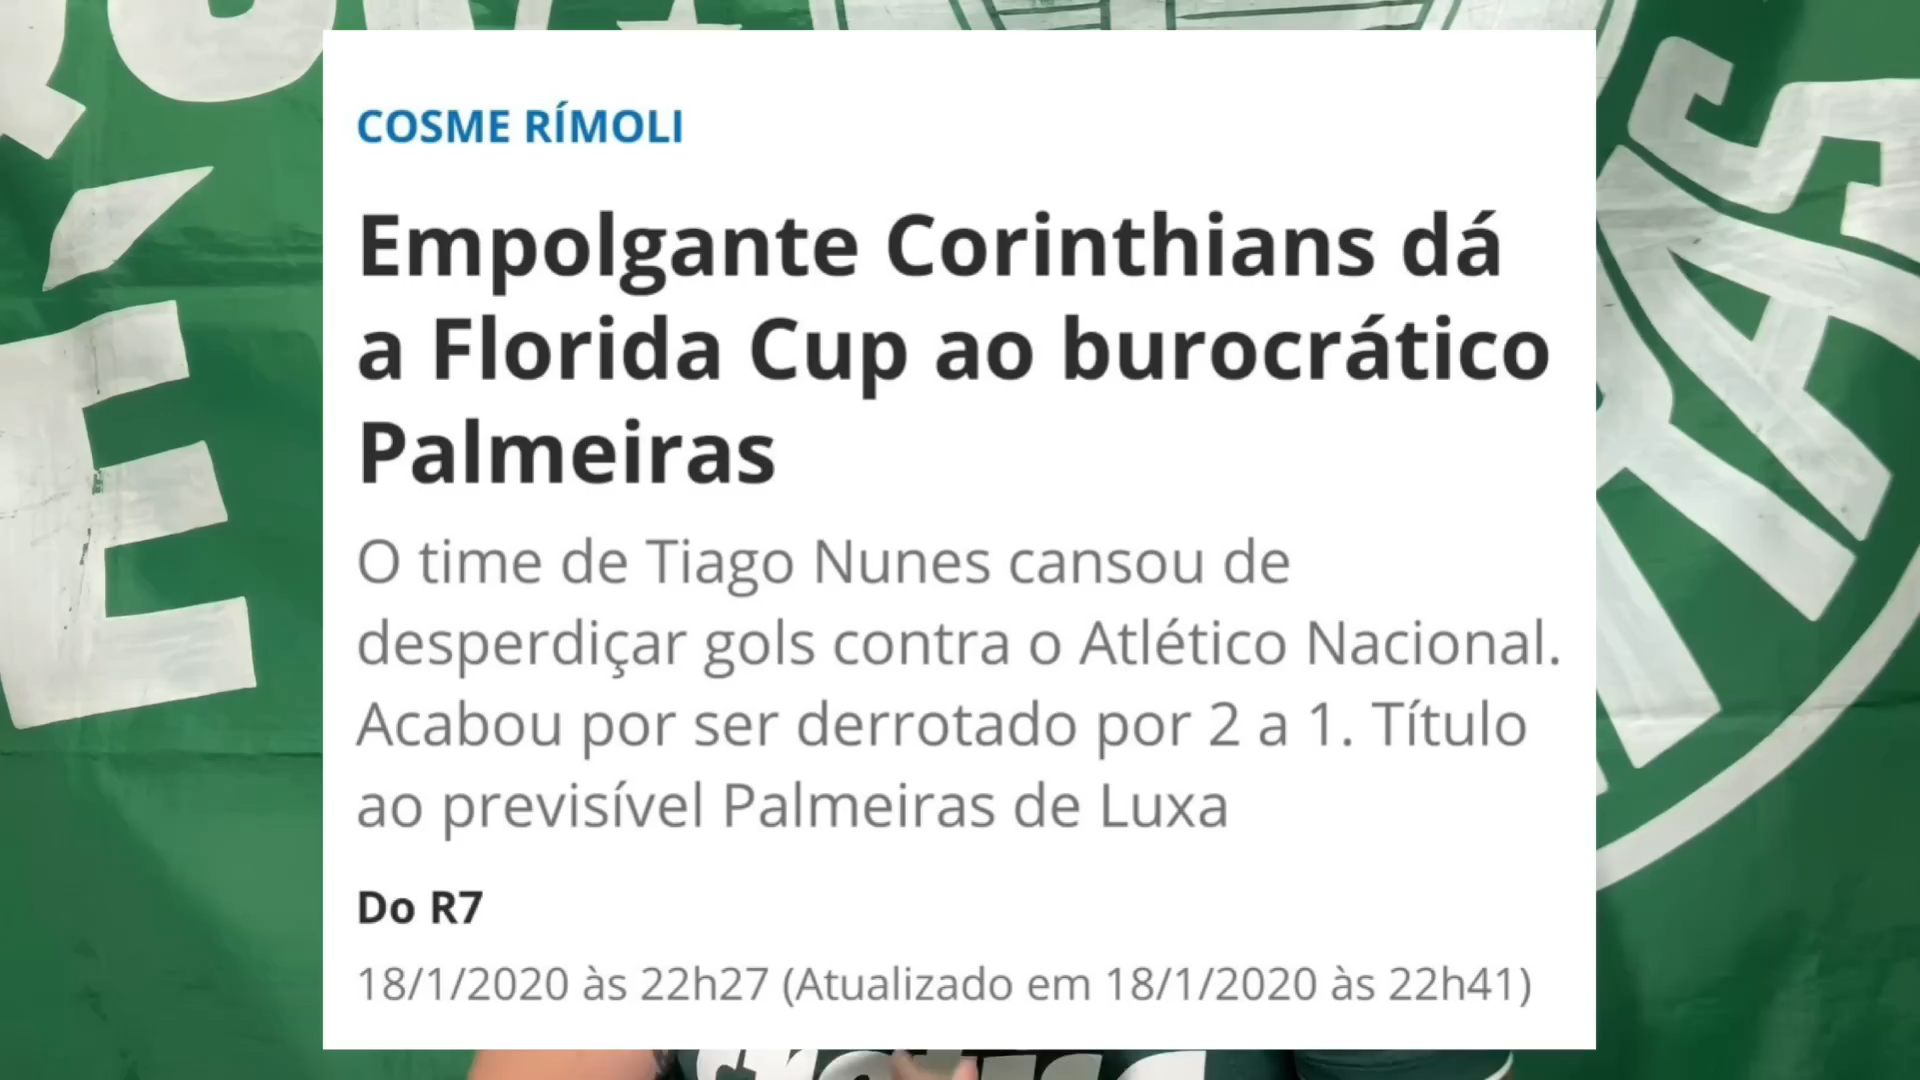 COSME RÍMOLI
Empolgante Corinthians dá
a Florida Cup ao burocrático
Palmeiras
O time de Tiago Nunes cansou de
desperdiçar gols contra o Atlético Nacional.
Acabou por ser derrotado por 2 a 1. Título
ao previsível Palmeiras de Luxa
Do R7
18/1/2020 às 22h27 (Atualizado em 18/1/2020 às 22h41)